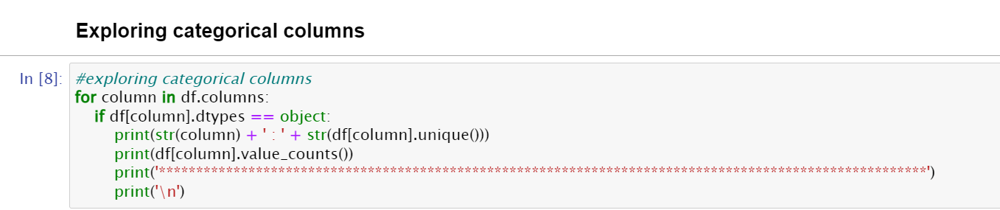 Exploring categorical columns
In [8]:
#exploring categorical columns
for column in df.columns:
    if df[column].dtypes == object:
        print(str(column) + ' : ' + str(df[column].unique()))
        print(df[column].value_counts())
        print('*******************************************************************************************************')
        print('\n')